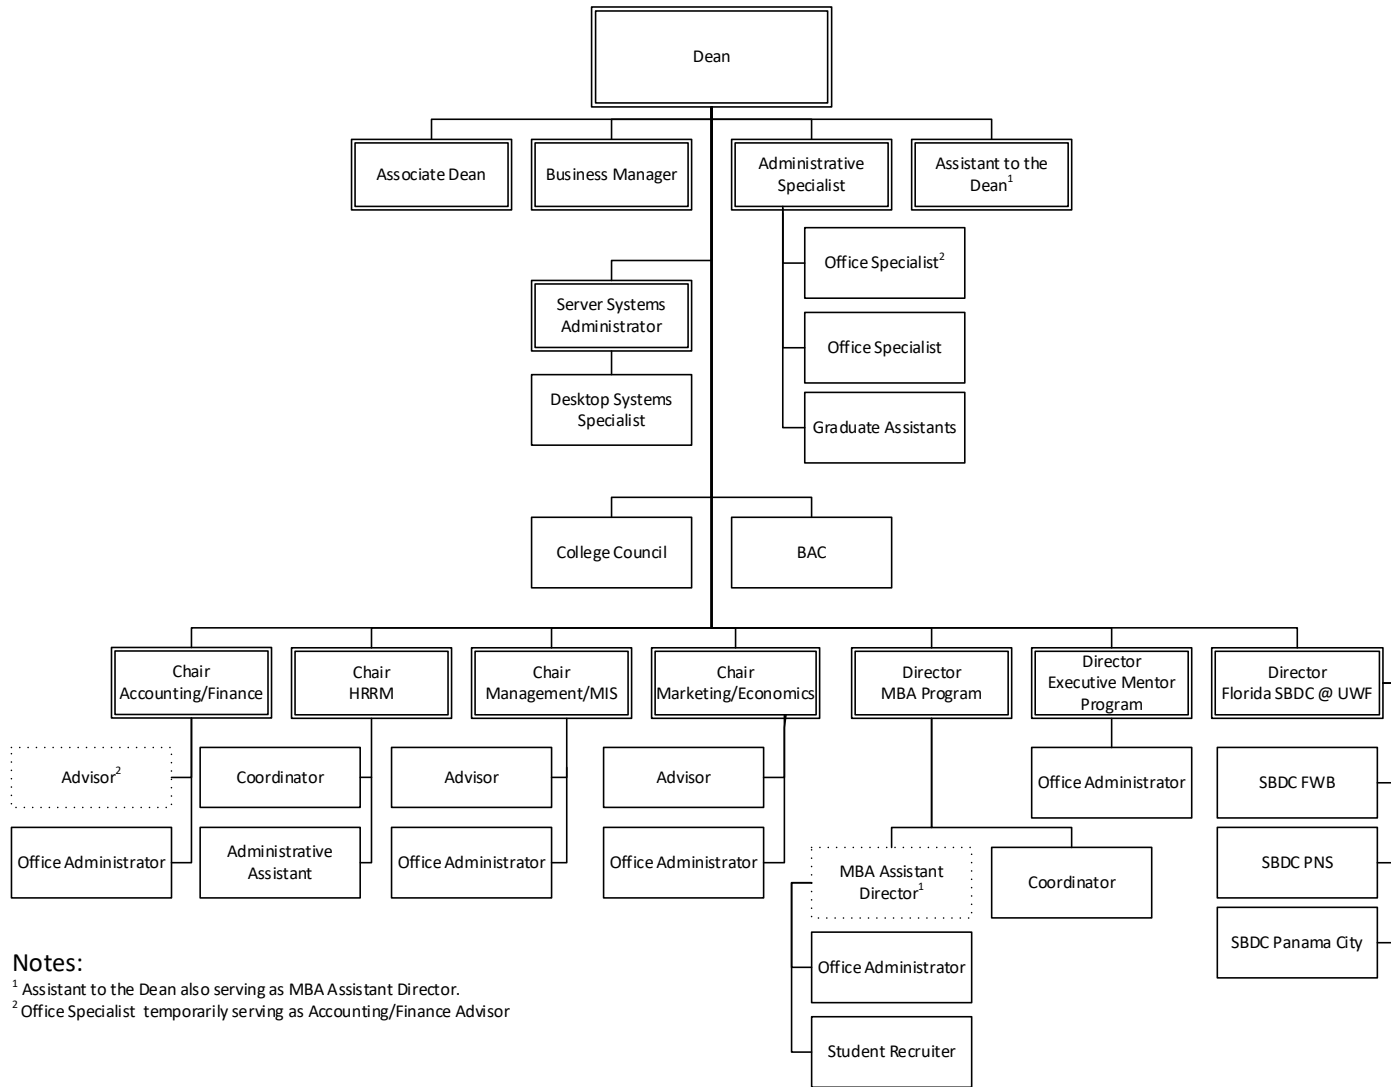 Dean
Associate Dean
Business Manager
Administrative
Specialist
Assistant to the
Dean¹
Office Specialist²
Server Systems
Administrator
Office Specialist
Desktop Systems
Specialist
Graduate Assistants
College Council
BAC
Chair
Accounting/Finance
Chair
HRRM
Chair
Management/MIS
Chair
Marketing/Economics
Director
MBA Program
Director
Executive Mentor
Program
Director
Florida SBDC @ UWF
Advisor²
Coordinator
Advisor
Advisor
Office Administrator
SBDC FWB
Office Administrator
Administrative
Assistant
Office Administrator
Office Administrator
MBA Assistant
Director¹
Coordinator
SBDC PNS
Office Administrator
SBDC Panama City
Student Recruiter
Notes:
¹ Assistant to the Dean also serving as MBA Assistant Director.
² Office Specialist temporarily serving as Accounting/Finance Advisor